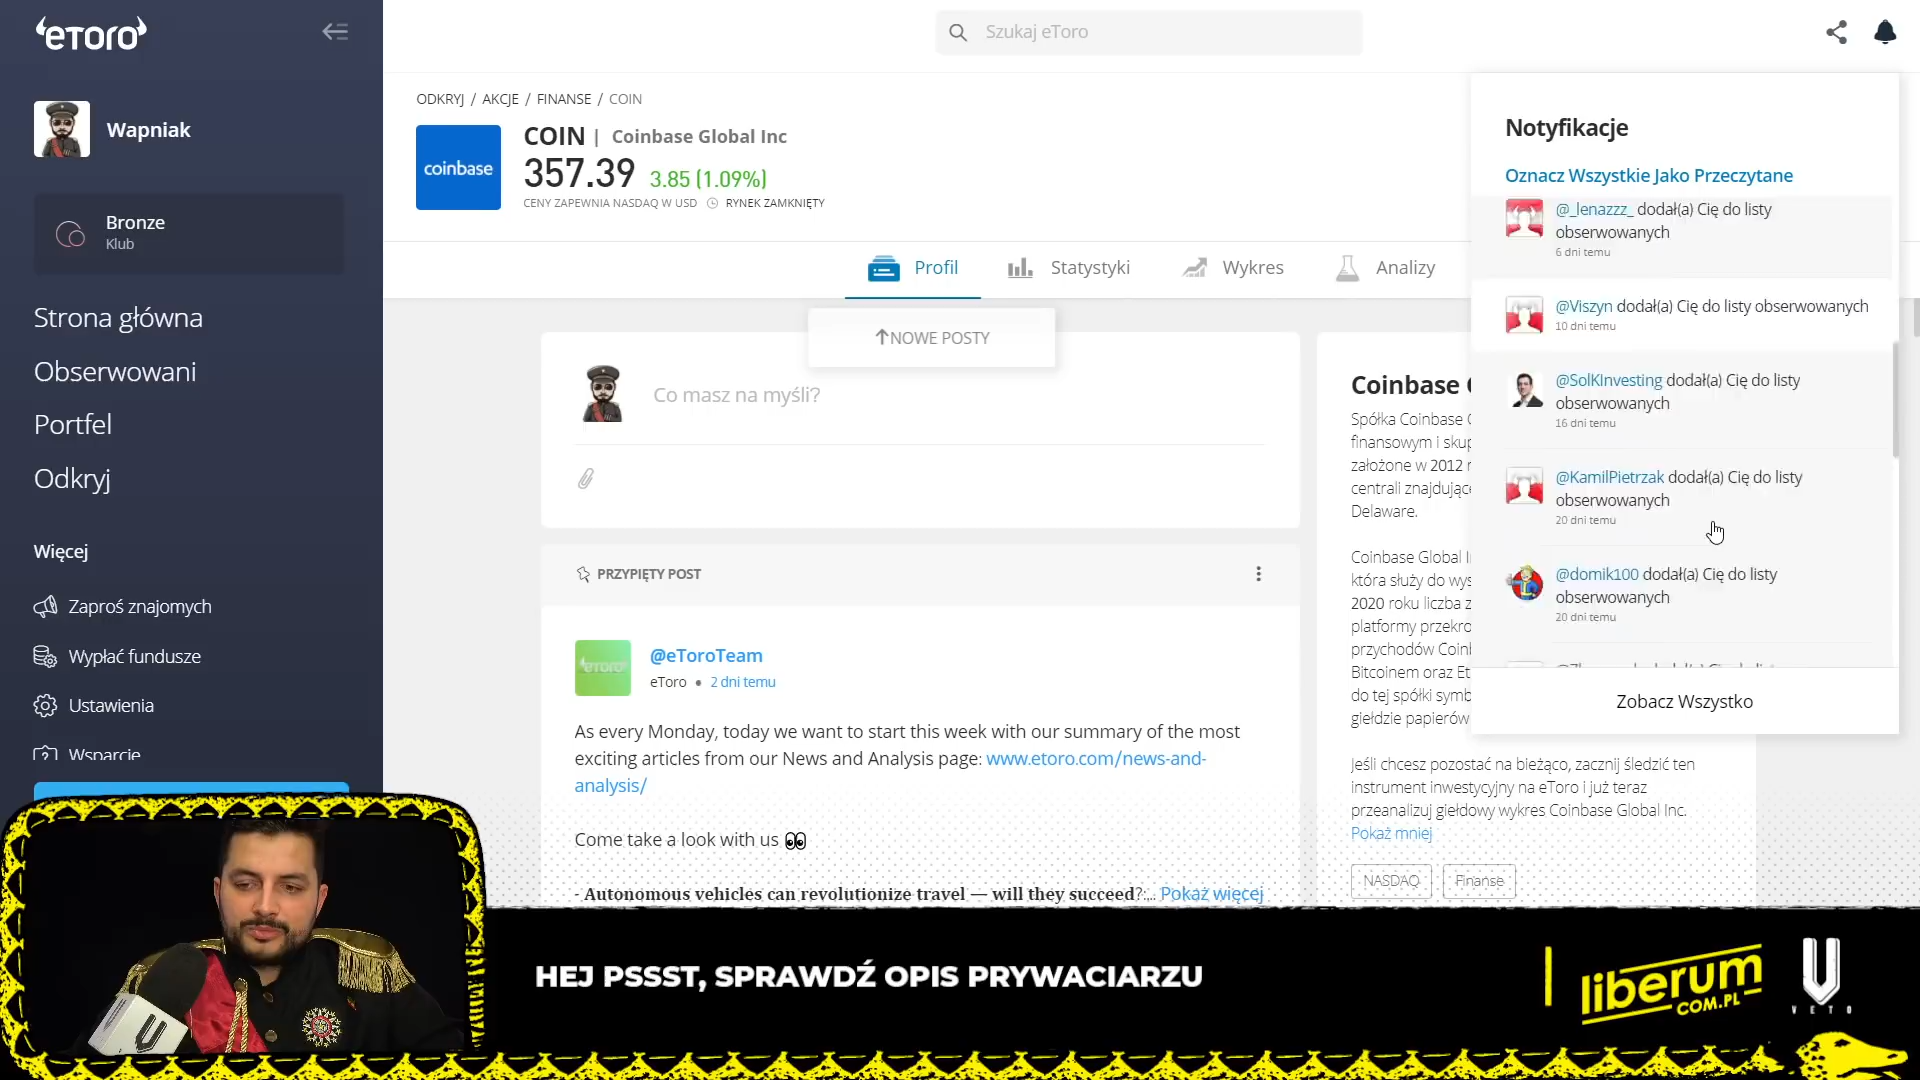 eToro
Szukaj eToro
Wapniak
Bronze
Klub
Strona główna
Obserwowani
Portfel
Odkryj
Więcej
Zaproś znajomych
Wypłać fundusze
Ustawienia
Wsparcie
ODKRYJ / AKCJE / FINANSE / COIN
coinbase
COIN | Coinbase Global Inc
357.39 3.85 (1.09%)
CENY ZAPEWNIA NASDAQ W USD RYNEK ZAMKNIĘTY
Profil
Statystyki
Wykres
Analizy
↑NOWE POSTY
Co masz na myśli?
PRZYPIĘTY POST
eToro
@eToroTeam
eToro • 2 dni temu
As every Monday, today we want to start this week with our summary of the most
exciting articles from our News and Analysis page: www.etoro.com/news-and-
analysis/
Come take a look with us 👀
- Autonomous vehicles can revolutionize travel — will they succeed?:... Pokaż więcej
Coinbase
Spółka Coinbase
finansowym i
założone w 2012
centrali
Delaware.
Coinbase Global
która służy do
2020 roku liczba
platformy
przychodów
Bitcoinem oraz
do tej spółki
giełdzie papierów
Jeśli chcesz pozostać na bieżąco, zacznij śledzić ten
instrument inwestycyjny na eToro i już teraz
przeanalizuj giełdowy wykres Coinbase Global Inc.
Pokaż mniej
NASDAQ
Finanse
Notyfikacje
Oznacz Wszystkie Jako Przeczytane
@_lenazzz_ dodał(a) Cię do listy
obserwowanych
6 dni temu
@Viszyn dodał(a) Cię do listy obserwowanych
10 dni temu
@SolKInvesting dodał(a) Cię do listy
obserwowanych
16 dni temu
@KamilPietrzak dodał(a) Cię do listy
obserwowanych
20 dni temu
@domik100 dodał(a) Cię do listy
obserwowanych
20 dni temu
Zobacz Wszystko
HEJ PSSST, SPRAWDŹ OPIS PRYWACIARZU
liberum
COM.PL
VETO